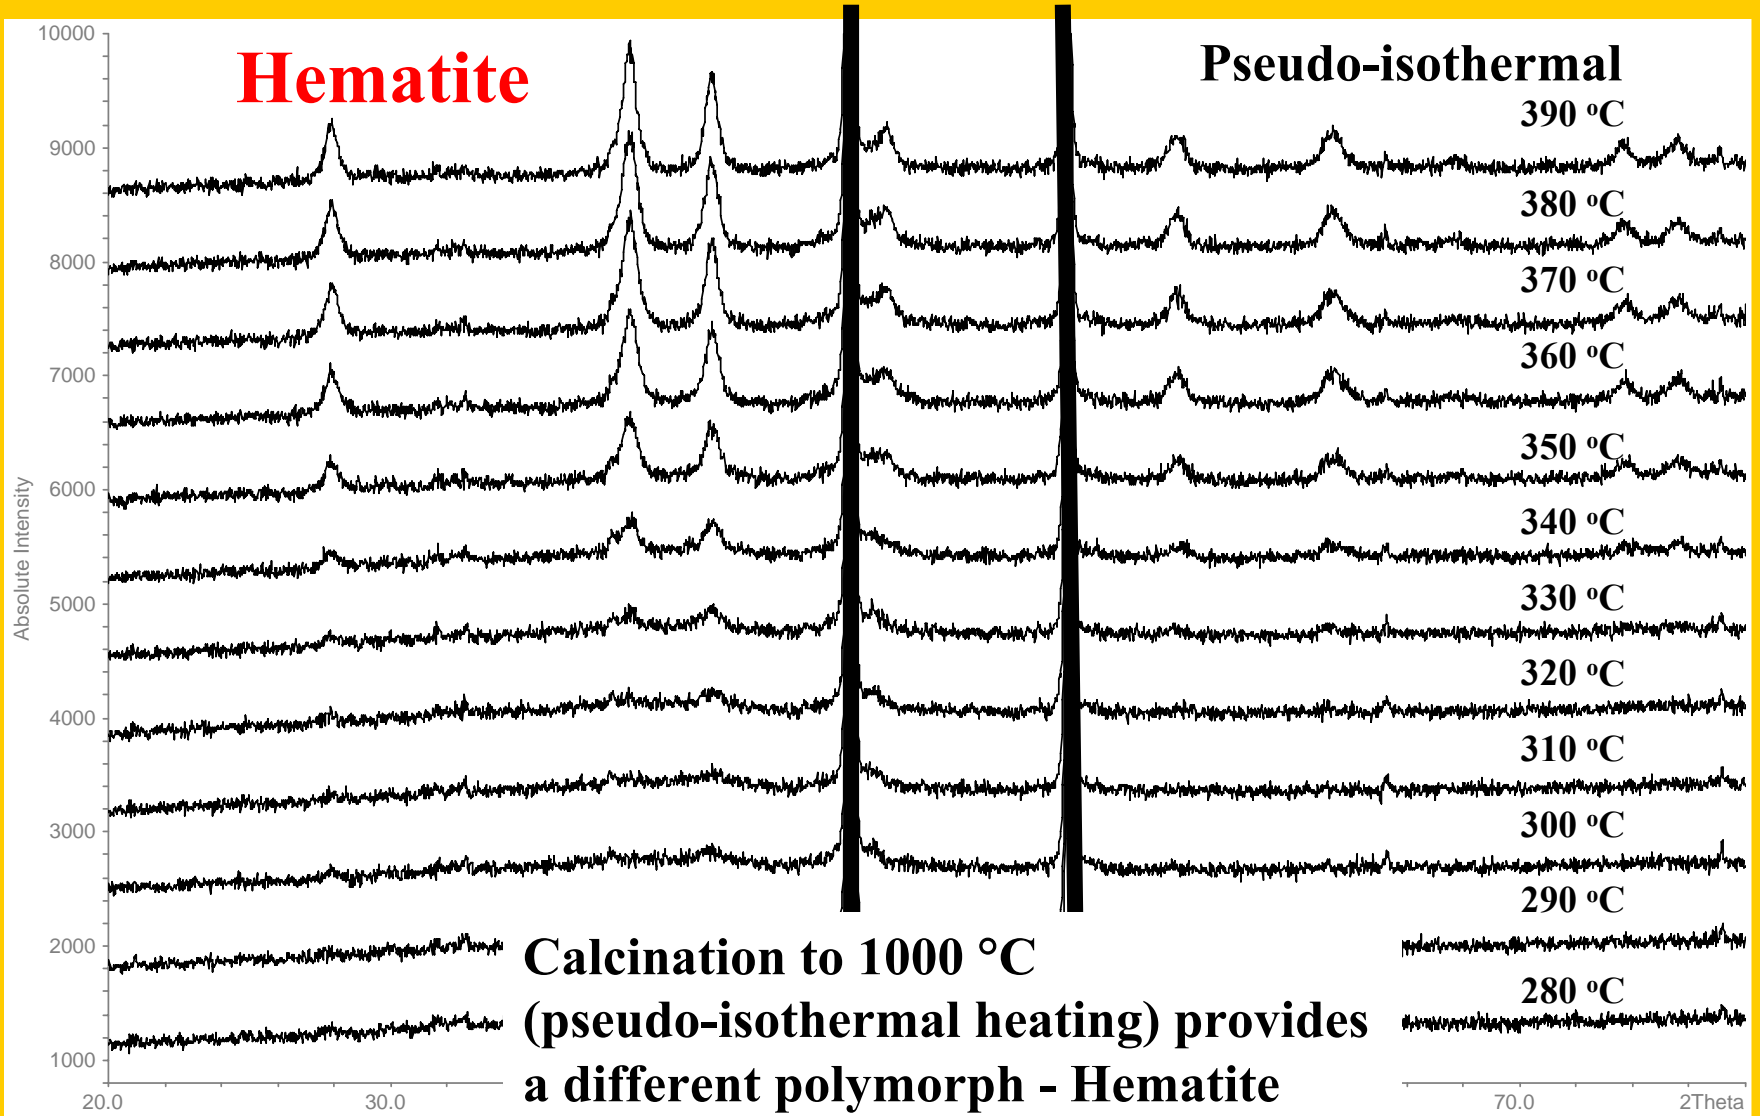 10000
Hematite
Pseudo-isothermal
390 °C
9000
380 °C
8000
370 °C
7000
360 °C
350 °C
6000
340 °C
Absolute Intensity
5000
330 °C
320 °C
4000
310 °C
3000
300 °C
290 °C
2000
Calcination to 1000 °C
280 °C
(pseudo-isothermal heating) provides
1000
a different polymorph - Hematite
20.0 30.0 70.0 2Theta